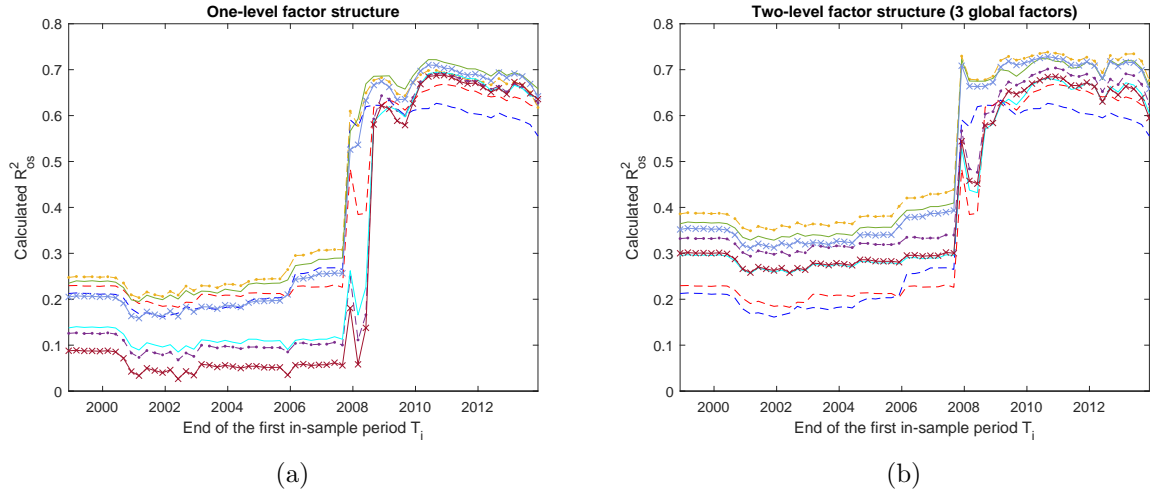 One-level factor structure
0.8
0.7
0.6
0.5
0.4
0.3
0.2
0.1
0
Calculated R²os
2000 2002 2004 2006 2008 2010 2012
End of the first in-sample period Ti
(a)
Two-level factor structure (3 global factors)
0.8
0.7
0.6
0.5
0.4
0.3
0.2
0.1
0
Calculated R²os
2000 2002 2004 2006 2008 2010 2012
End of the first in-sample period Ti
(b)